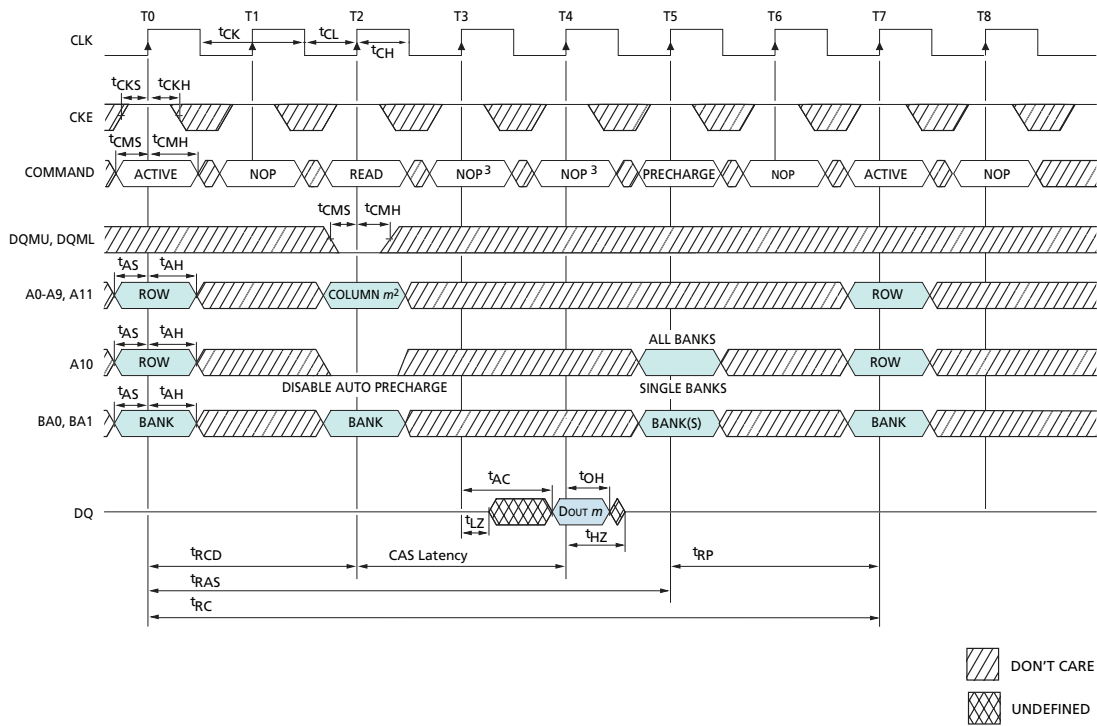 T0 T1 T2 T3 T4 T5 T6 T7 T8
CLK tCK tCL tCH
tCKS tCKH
CKE
tCMS tCMH
COMMAND ACTIVE NOP READ NOP3 NOP3 PRECHARGE NOP ACTIVE NOP
tCMS tCMH
DQMU, DQML
tAS tAH
A0-A9, A11 ROW COLUMN m2 ROW
tAS tAH ALL BANKS
A10 ROW ROW
DISABLE AUTO PRECHARGE SINGLE BANKS
tAS tAH
BA0, BA1 BANK BANK BANK(S) BANK
tAC tOH
DQ DOUT m
tLZ tHZ
tRCD CAS Latency tRP
tRAS
tRC
DON'T CARE
UNDEFINED